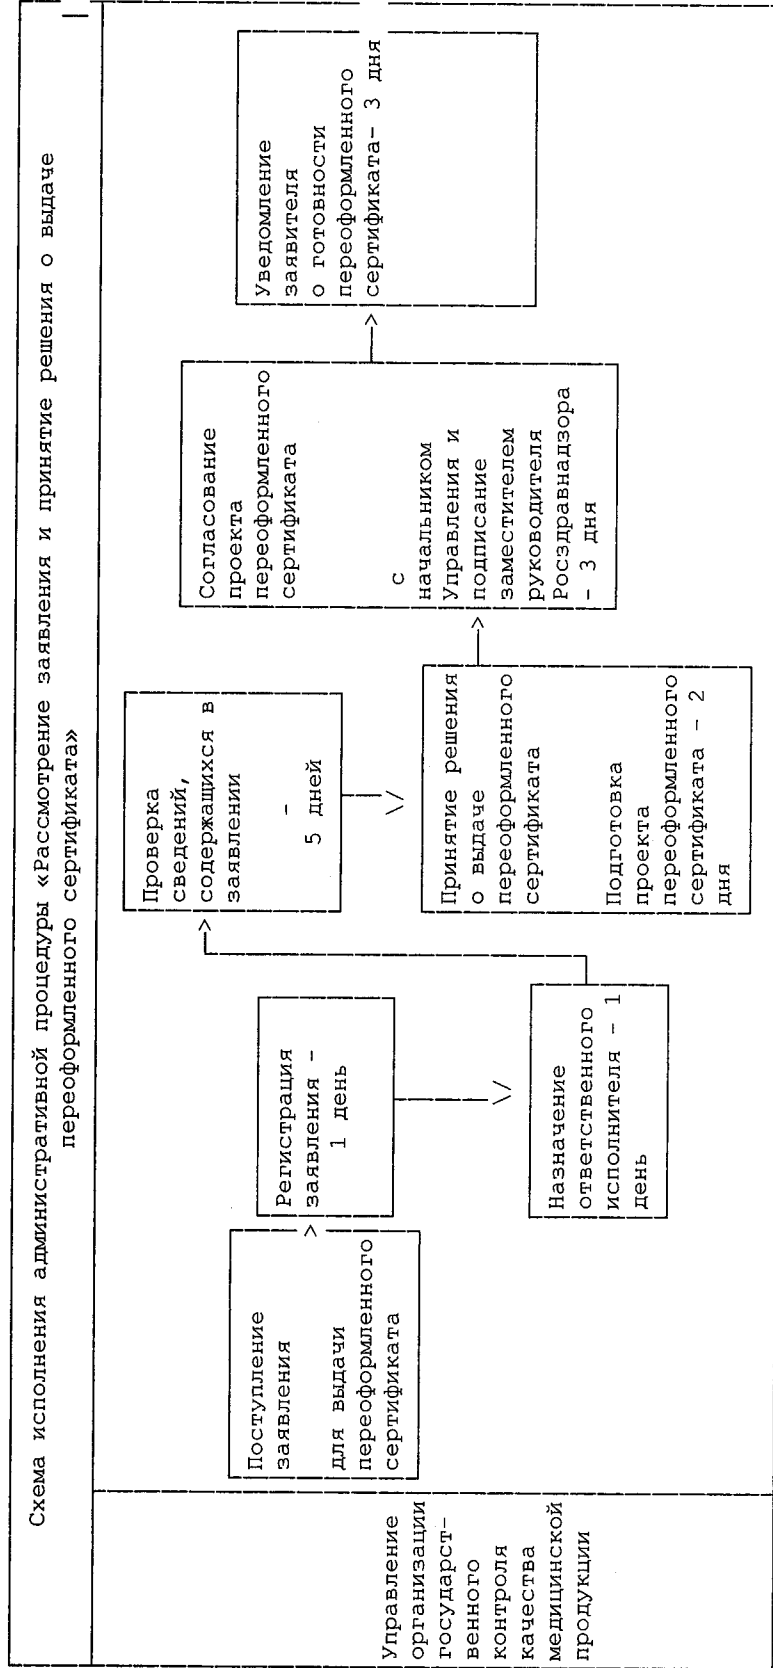 Схема исполнения административной процедуры «Рассмотрение заявления и принятие решения о выдаче
переоформленного сертификата»
Управление
организации
государст-
венного
контроля
качества
медицинской
продукции
Поступление
заявления
для выдачи
переоформленного
сертификата
Регистрация
заявления –
1 день
Назначение
ответственного
исполнителя – 1
день
Проверка
сведений,
содержащихся в
заявлении
–
5 дней
Принятие решения
о выдаче
переоформленного
сертификата
Подготовка
проекта
переоформленного
сертификата – 2
дня
Согласование
проекта
переоформленного
сертификата
с
начальником
Управления и
подписание
заместителем
руководителя
Росздравнадзора
– 3 дня
Уведомление
заявителя
о готовности
переоформленного
сертификата– 3 дня